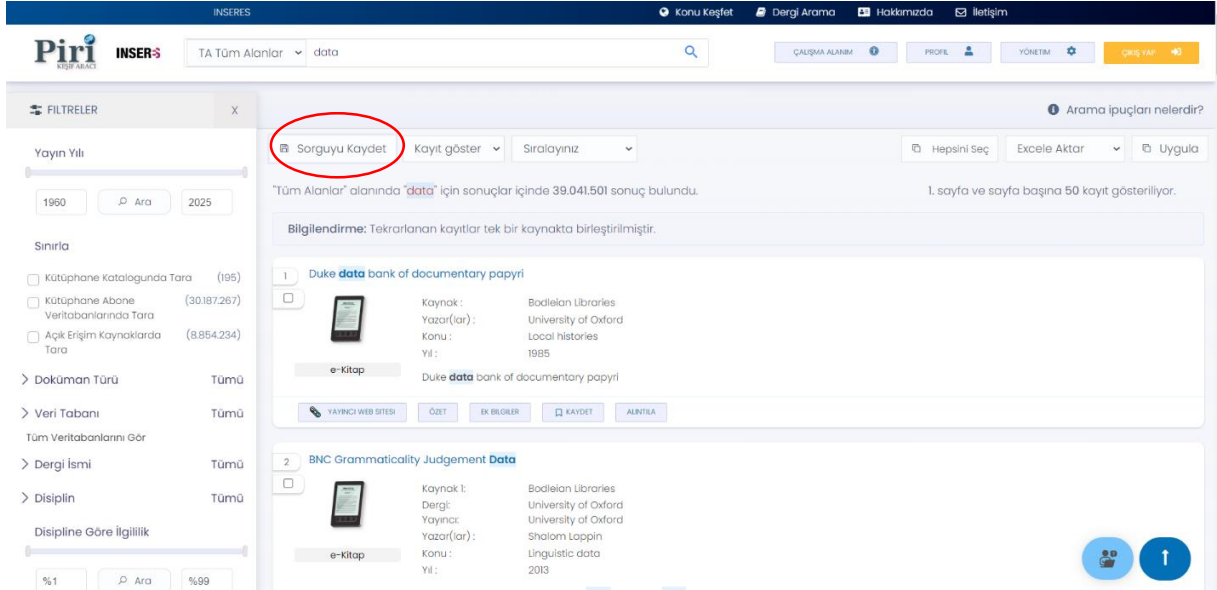 INSERES Konu Keşfet Dergi Arama Hakkımızda İletişim
Piri KEŞİF ARACI INSERS TA Tüm Alanlar data ÇALIŞMA ALANIM PROFİL YÖNETİM ÇIKIŞ YAP
FILTRELER X Arama ipuçları nelerdir?
Sorguyu Kaydet Kayıt göster Sıralayınız Hepsini Seç Excele Aktar Uygula
Yayın Yılı
1960 Ara 2025
"Tüm Alanlar" alanında "data" için sonuçlar içinde 39.041.501 sonuç bulundu. 1. sayfa ve sayfa başına 50 kayıt gösteriliyor.
Bilgilendirme: Tekrarlanan kayıtlar tek bir kaynakta birleştirilmiştir.
Sınırla
Kütüphane Katalogunda Tara (195)
Kütüphane Abone Veritabanlarında Tara (30.187.267)
Açık Erişim Kaynaklarda Tara (8.854.234)
> Doküman Türü Tümü
> Veri Tabanı Tümü
Tüm Veritabanlarını Gör
> Dergi İsmi Tümü
> Disiplin Tümü
Disipline Göre İlgililik
%1 Ara %99
1 Duke data bank of documentary papyri
Kaynak : Bodleian Libraries
Yazar(lar) : University of Oxford
Konu : Local histories
Yıl : 1985
e-Kitap
Duke data bank of documentary papyri
YAYINCI WEB SITESI ÖZET EK BILGILER KAYDET ALINTILA
2 BNC Grammaticality Judgement Data
Kaynak 1: Bodleian Libraries
Dergi: University of Oxford
Yayıncı: University of Oxford
Yazar(lar) : Shalom Lappin
e-Kitap
Konu : Linguistic data
Yıl : 2013